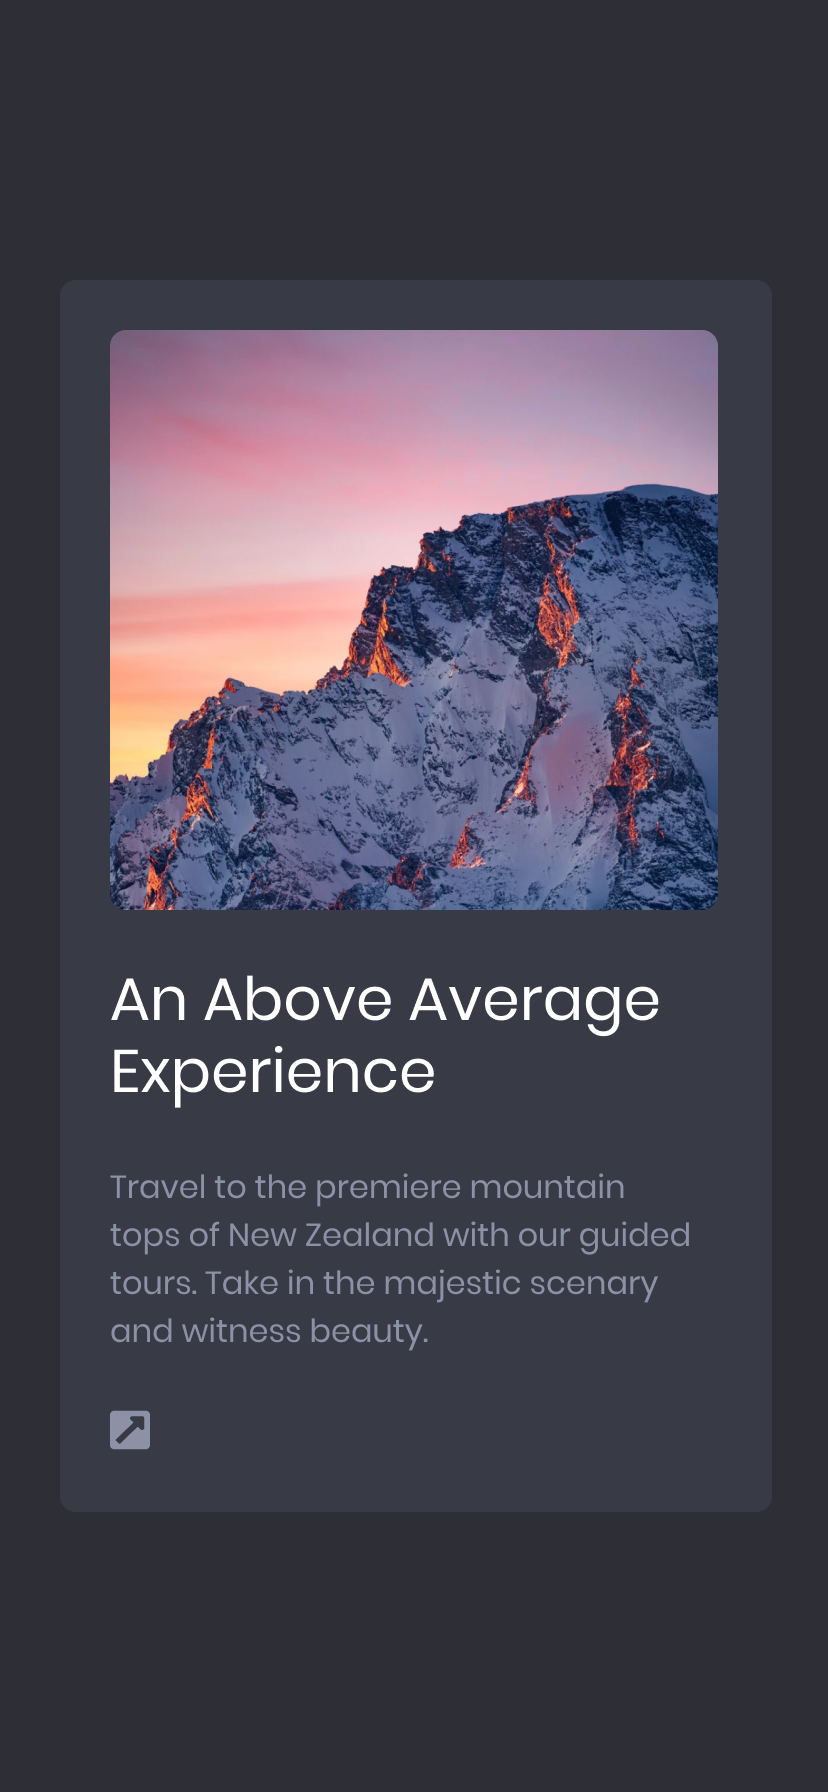 An Above Average
Experience
Travel to the premiere mountain
tops of New Zealand with our guided
tours. Take in the majestic scenary
and witness beauty.